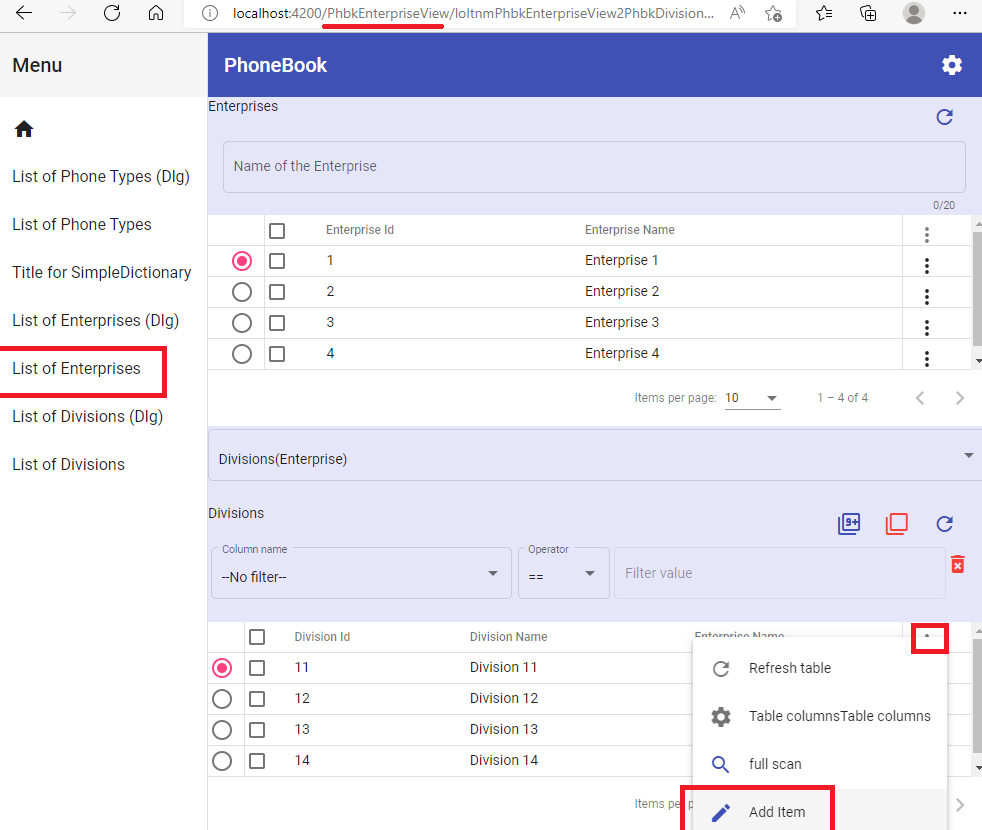 localhost:4200/PhbkEnterpriseView/loltnmPhbkEnterpriseView2PhbkDivision...
Menu
PhoneBook
Enterprises
List of Phone Types (Dlg)
Name of the Enterprise
0/20
List of Phone Types
Enterprise Id Enterprise Name
1 Enterprise 1
Title for SimpleDictionary
2 Enterprise 2
List of Enterprises (Dlg)
3 Enterprise 3
4 Enterprise 4
List of Enterprises
Items per page: 10 1 – 4 of 4
List of Divisions (Dlg)
Divisions(Enterprise)
List of Divisions
Divisions
9+
Column name Operator
--No filter-- == Filter value
Division Id Division Name Enterprise Name
11 Division 11
Refresh table
12 Division 12
Table columnsTable columns
13 Division 13
14 Division 14
full scan
Items per
Add Item